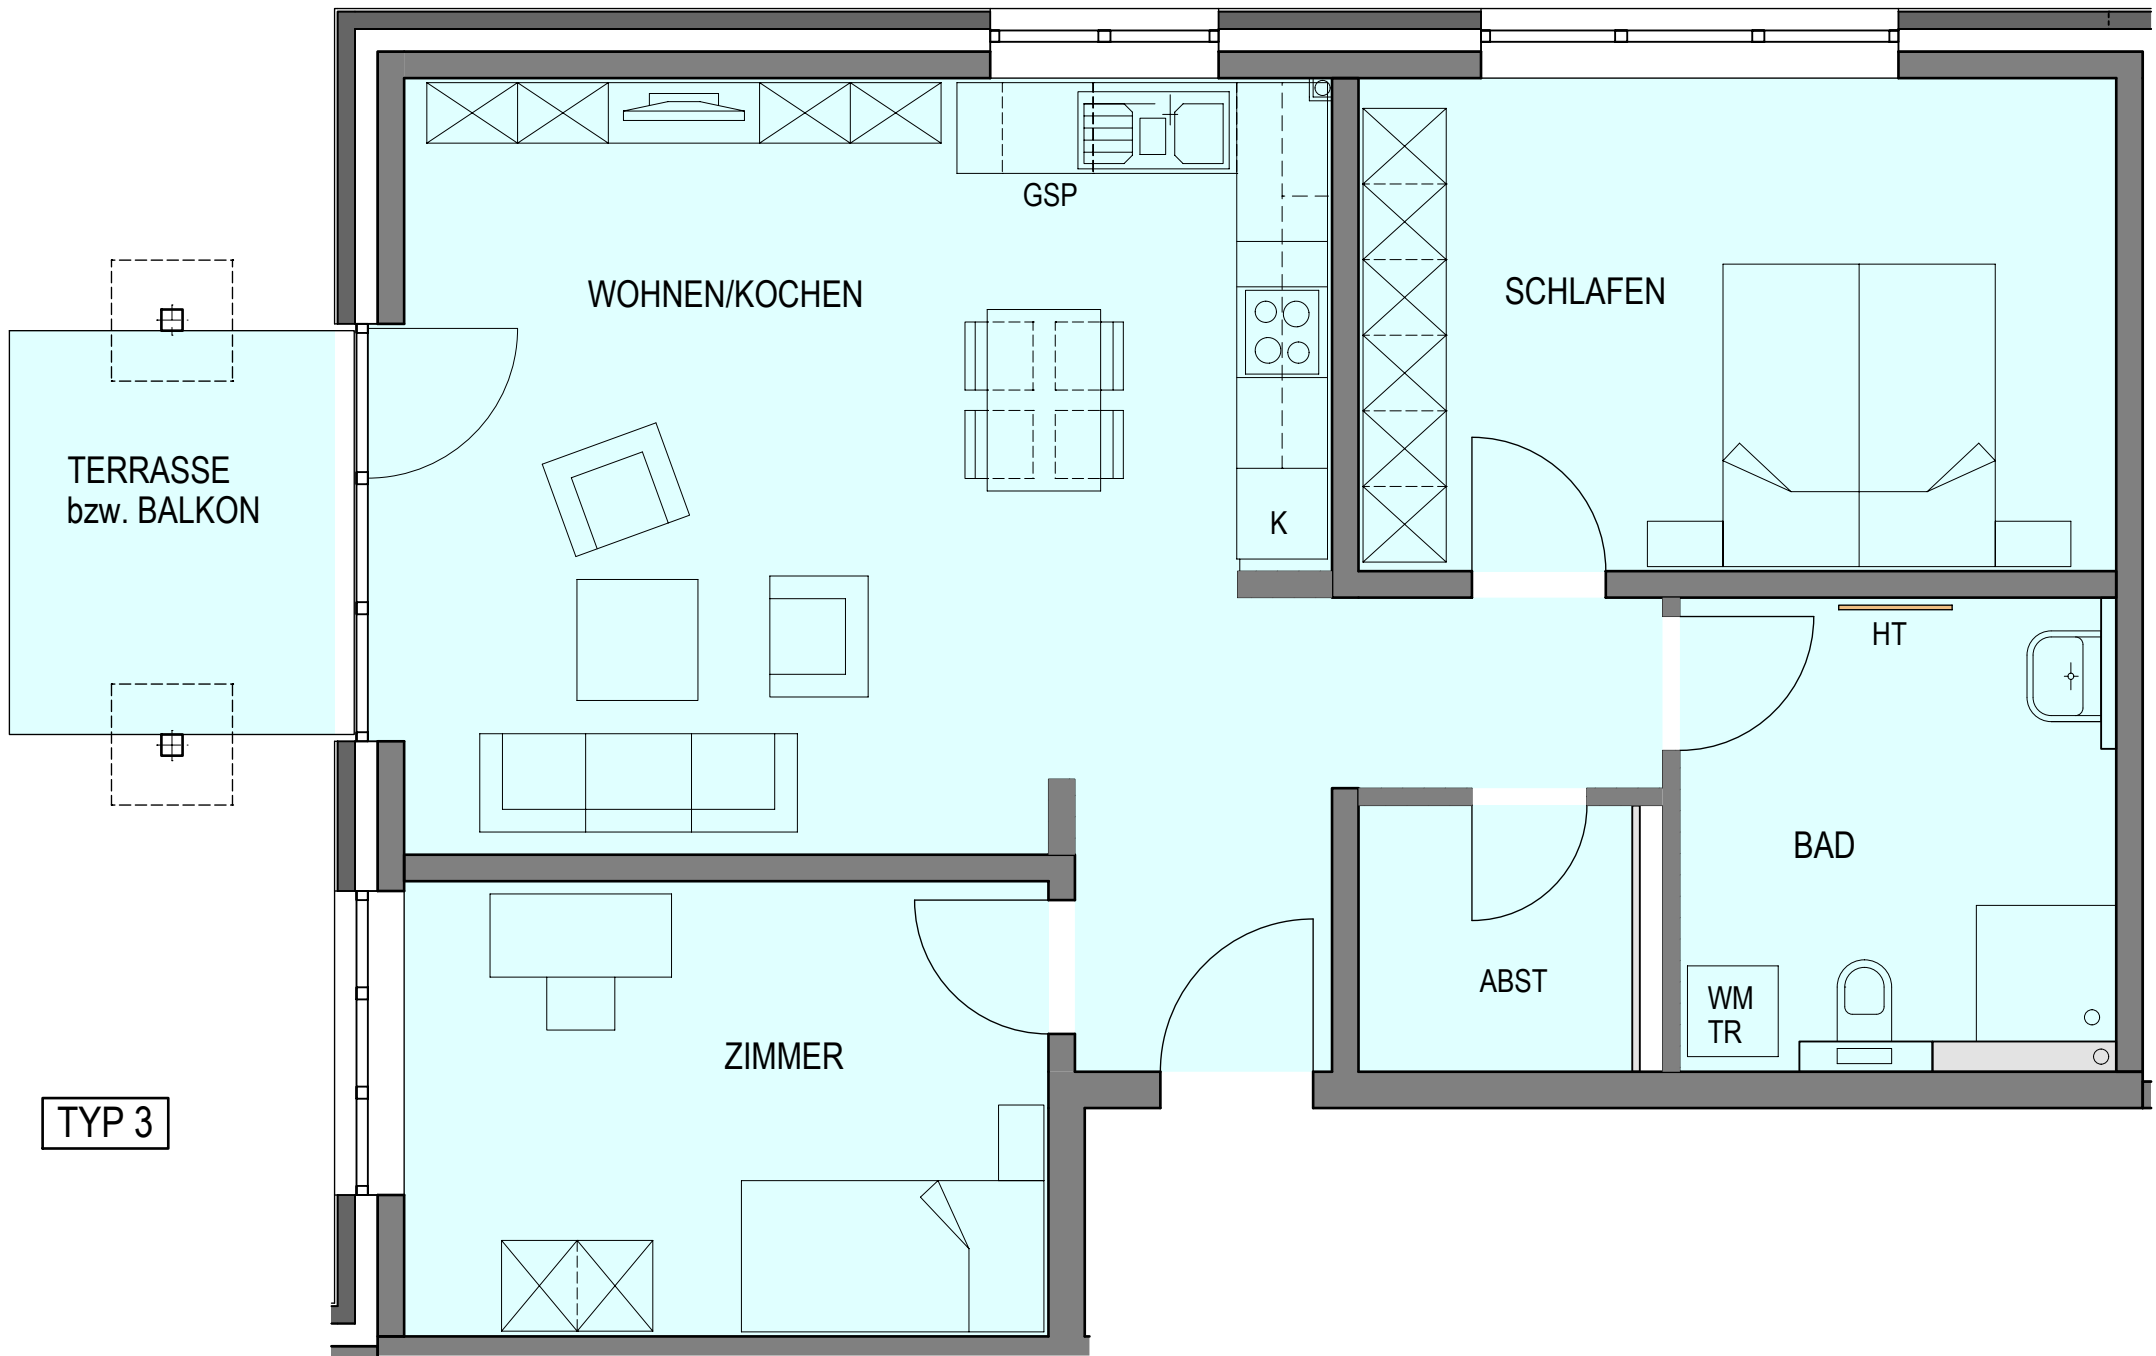 GSP
WOHNEN/KOCHEN
SCHLAFEN
TERRASSE
bzw. BALKON
K
HT
BAD
ABST
WM
TR
ZIMMER
TYP 3